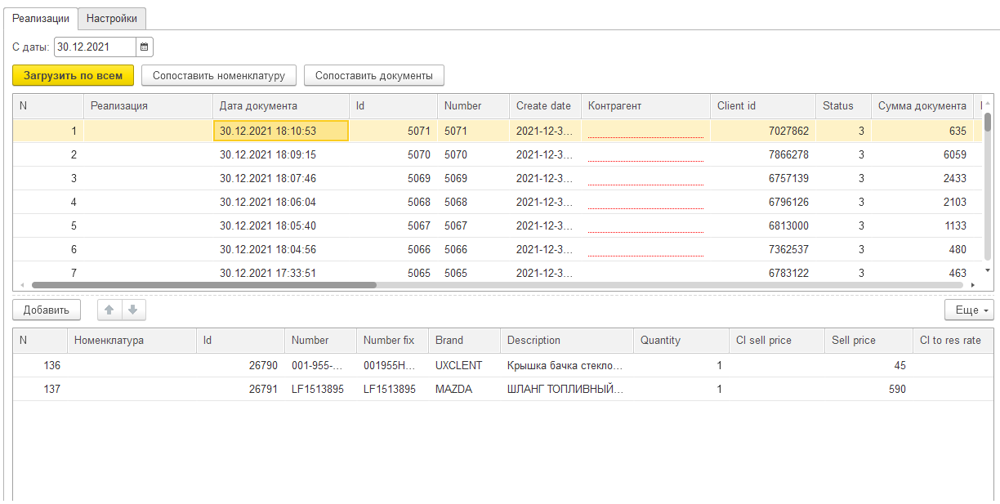 Реализации Настройки
С даты: 30.12.2021
Загрузить по всем Сопоставить номенклатуру Сопоставить документы
N Реализация Дата документа Id Number Create date Контрагент Client id Status Сумма документа
1 30.12.2021 18:10:53 5071 5071 2021-12-3... 7027862 3 635
2 30.12.2021 18:09:15 5070 5070 2021-12-3... 7866278 3 6059
3 30.12.2021 18:07:46 5069 5069 2021-12-3... 6757139 3 2433
4 30.12.2021 18:06:04 5068 5068 2021-12-3... 6796126 3 2103
5 30.12.2021 18:05:40 5067 5067 2021-12-3... 6813000 3 1133
6 30.12.2021 18:04:56 5066 5066 2021-12-3... 7362537 3 480
7 30.12.2021 17:33:51 5065 5065 2021-12-3... 6783122 3 463
Добавить Еще
N Номенклатура Id Number Number fix Brand Description Quantity Cl sell price Sell price Cl to res rate
136 26790 001-955-... 001955H... UXCLENT Крышка бачка стекло... 1 45
137 26791 LF1513895 LF1513895 MAZDA ШЛАНГ ТОПЛИВНЫЙ... 1 590